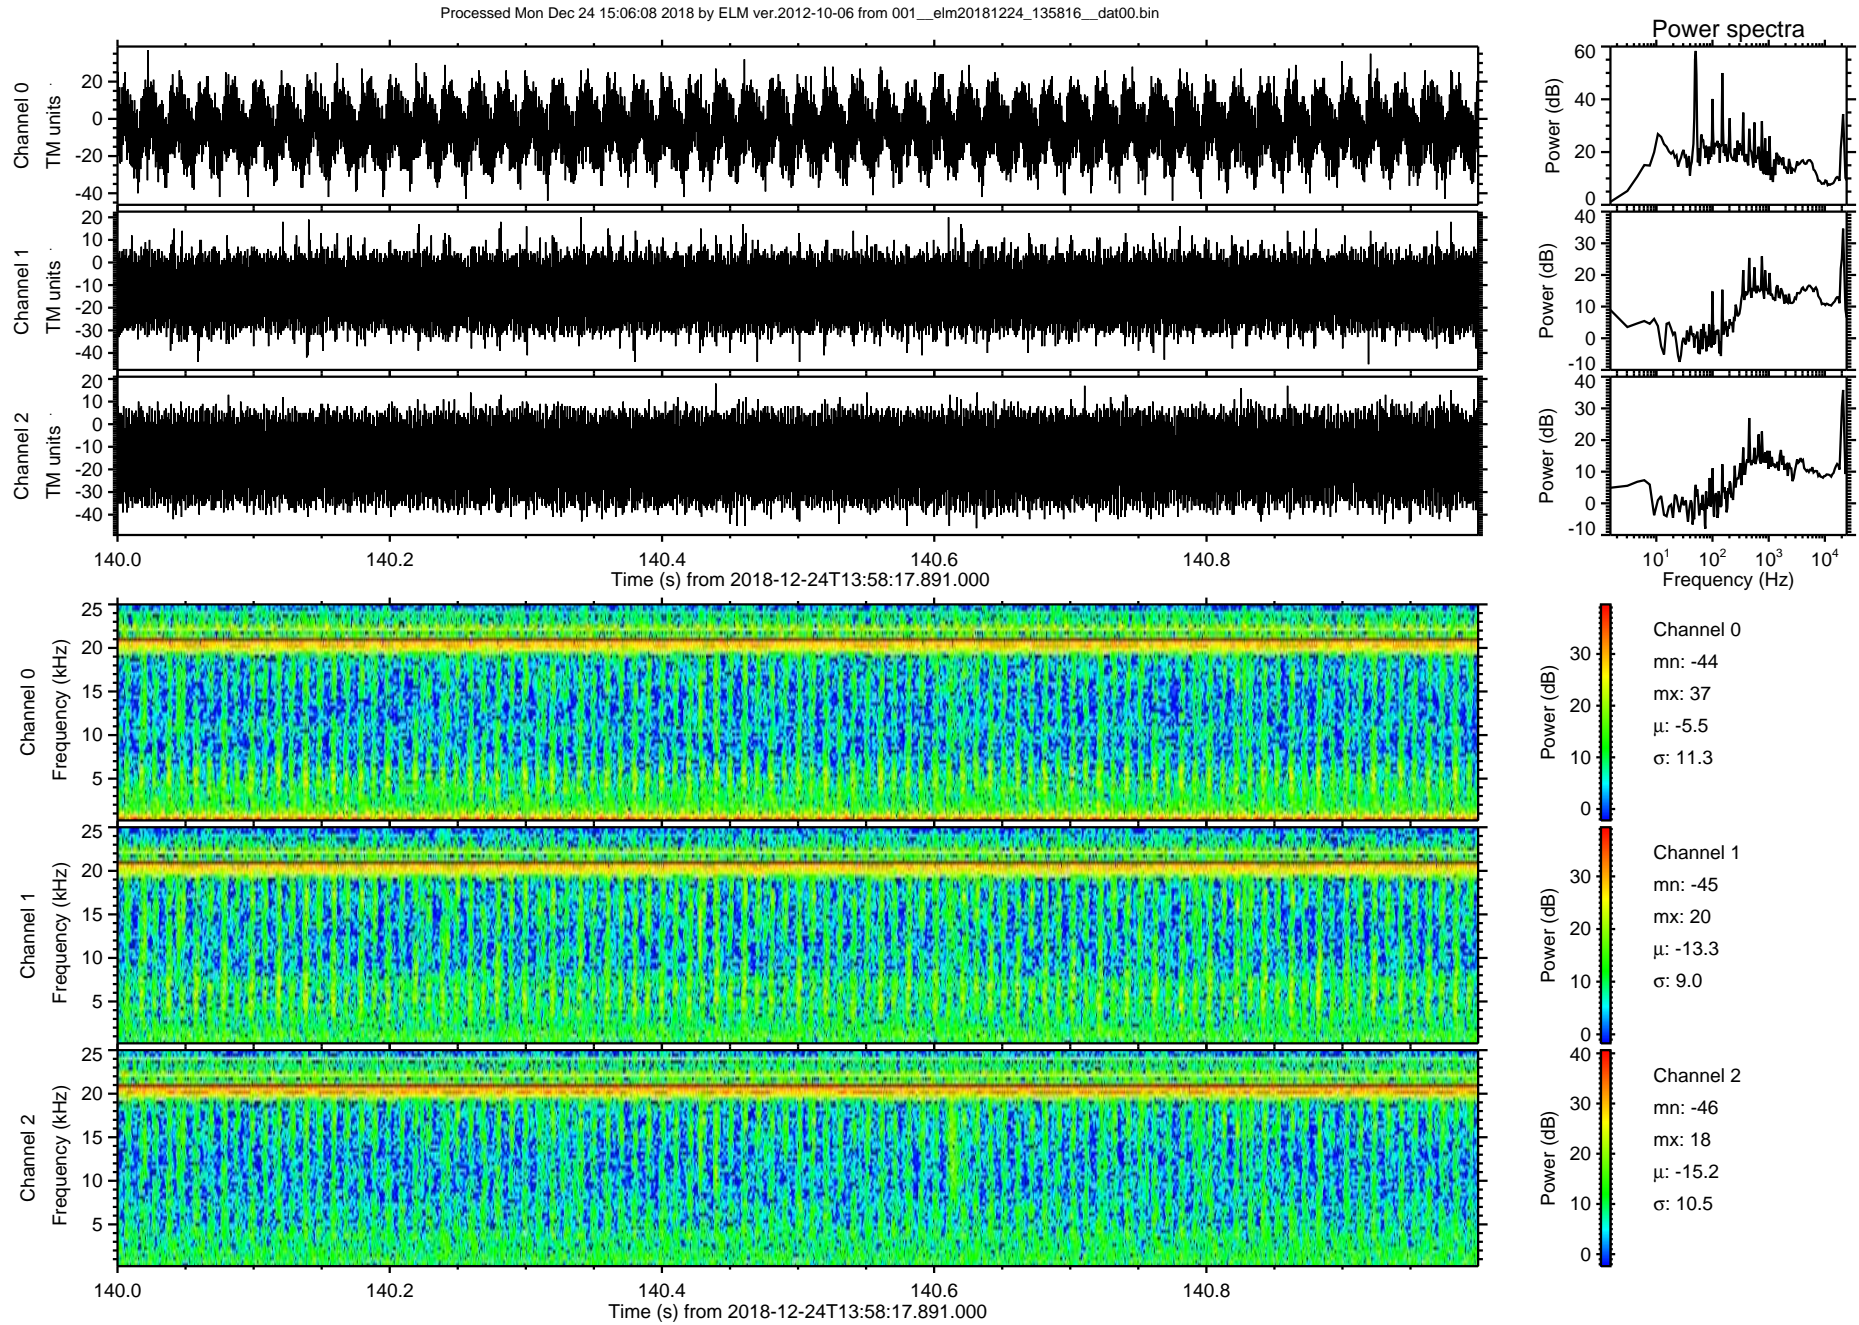 Processed Mon Dec 24 15:06:08 2018 by ELM ver.2012-10-06 from 001__elm20181224_135816__dat00.bin
Power spectra
Channel 0
TM units
20
0
-20
-40
Power (dB)
60
40
20
0
Channel 1
TM units
20
10
0
-10
-20
-30
-40
Power (dB)
40
30
20
10
0
-10
Channel 2
TM units
20
10
0
-10
-20
-30
-40
Power (dB)
40
30
20
10
0
-10
140.0 140.2 140.4 140.6 140.8
Time (s) from 2018-12-24T13:58:17.891.000
10¹ 10² 10³ 10⁴
Frequency (Hz)
Channel 0
Frequency (kHz)
25
20
15
10
5
Power (dB)
30
20
10
0
Channel 0
mn: -44
mx: 37
µ: -5.5
σ: 11.3
Channel 1
Frequency (kHz)
25
20
15
10
5
Power (dB)
30
20
10
0
Channel 1
mn: -45
mx: 20
µ: -13.3
σ: 9.0
Channel 2
Frequency (kHz)
25
20
15
10
5
Power (dB)
40
30
20
10
0
Channel 2
mn: -46
mx: 18
µ: -15.2
σ: 10.5
140.0 140.2 140.4 140.6 140.8
Time (s) from 2018-12-24T13:58:17.891.000